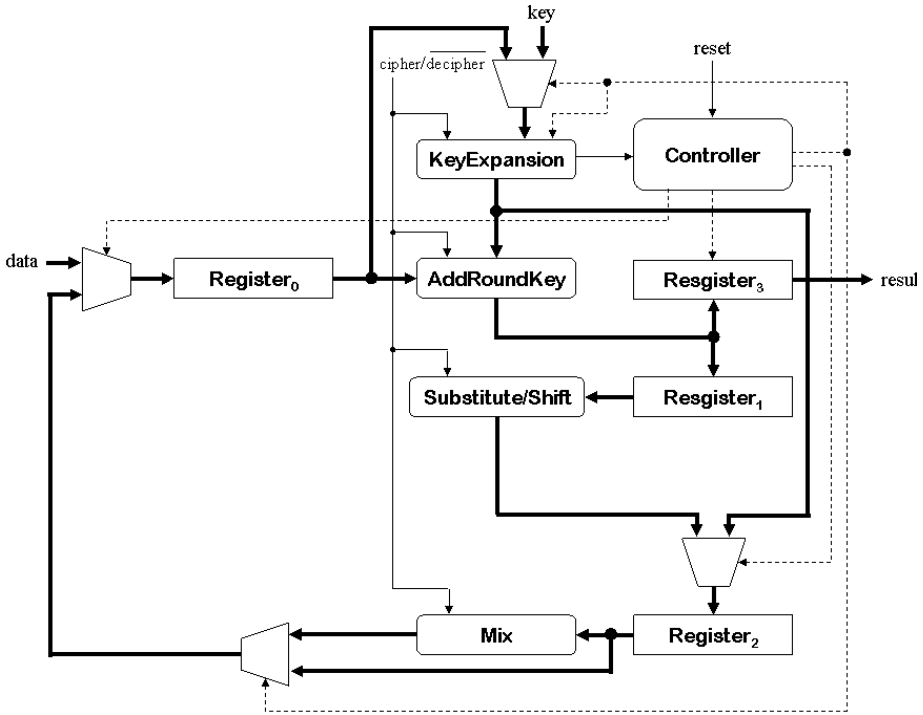 key
reset
cipher/decipher
KeyExpansion
Controller
data
Register₀
AddRoundKey
Resgister₃
resul
Substitute/Shift
Resgister₁
Mix
Register₂